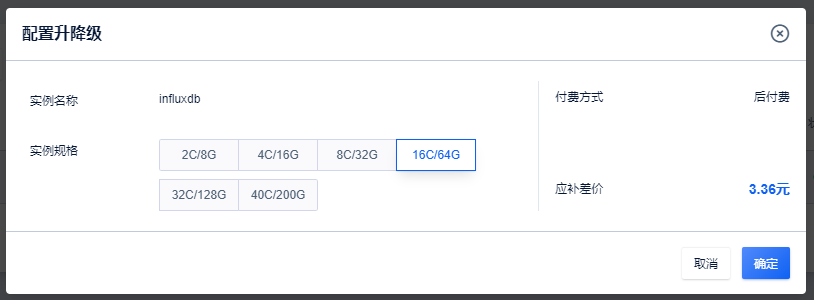 配置升降级
实例名称
influxdb
付费方式
后付费
实例规格
2C/8G
4C/16G
8C/32G
16C/64G
32C/128G
40C/200G
应补差价
3.36元
取消
确定